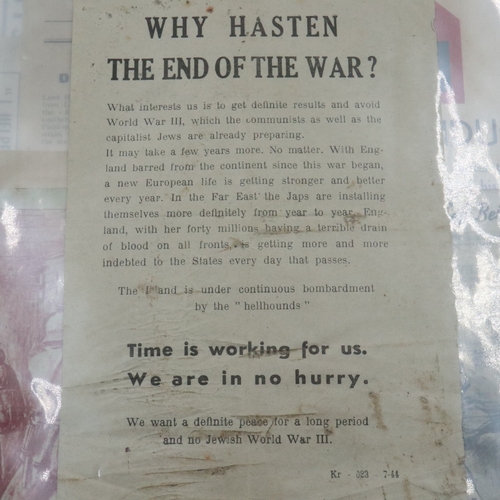 WHY HASTEN
THE END OF THE WAR?
What interests us is to get definite results and avoid
World War III, which the communists as well as the
capitalist Jews are already preparing.
It may take a few years more. No matter. With Eng-
land barred from the continent since this war began,
a new European life is getting stronger and better
every year. In the Far East the Japs are installing
themselves more definitely from year to year. Eng-
land, with her forty millions having a terrible drain
of blood on all fronts, is getting more and more
indebted to the States every day that passes.
The and is under continuous bombardment
by the "hellhounds"
Time is working for us.
We are in no hurry.
We want a definite peace for a long period
and no Jewish World War III.
Kr - 023 7-44